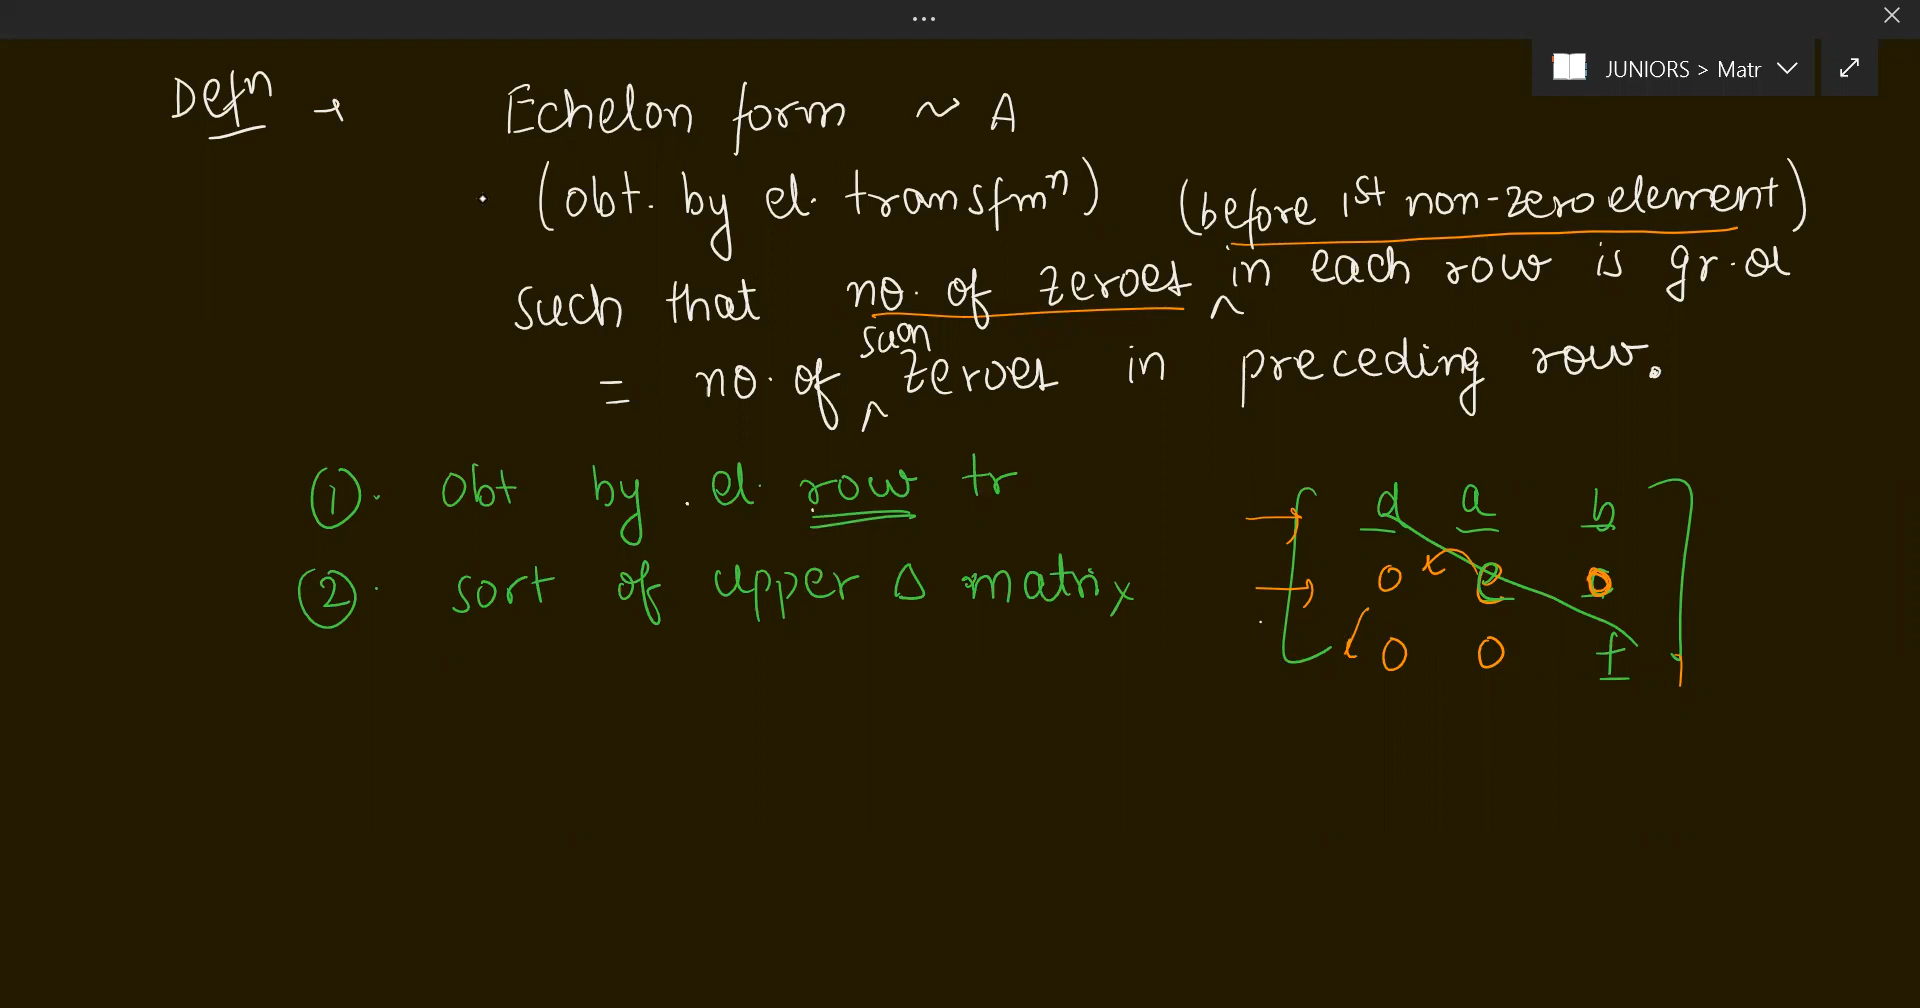 JUNIORS > Matr
Defn → Echelon form ~ A
(obt. by el. transfmⁿ) (before 1st non-zero element)
such that no. of zeroes ^ in each row is gr. or
such
= no. of ^ zeroes in preceding row.
①. Obt by el. row tr
②. sort of upper Δ matrix
d a b
0 e 0
0 0 f